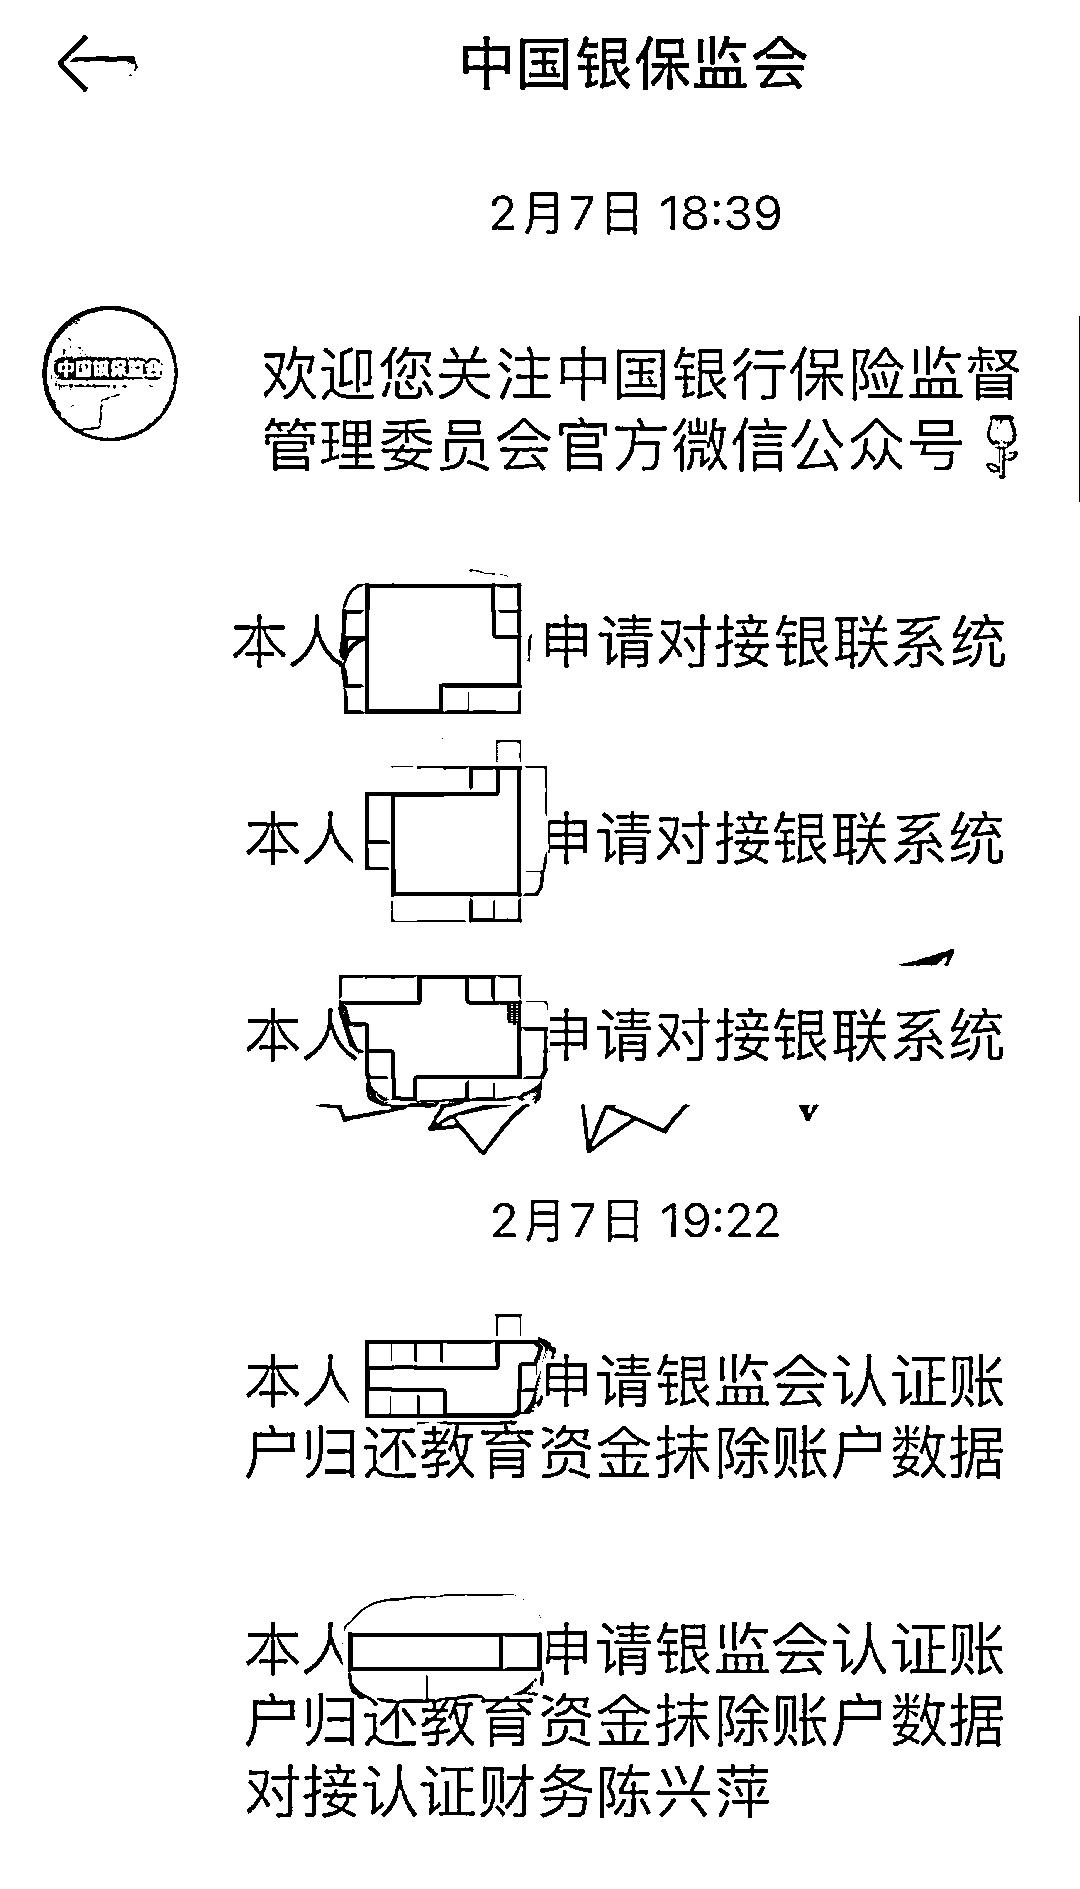 中国银保监会
2月7日 18:39
中国银保监会
欢迎您关注中国银行保险监督
管理委员会官方微信公众号🌹
本人 申请对接银联系统
本人 申请对接银联系统
本人 申请对接银联系统
2月7日 19:22
本人 申请银监会认证账
户归还教育资金抹除账户数据
本人 申请银监会认证账
户归还教育资金抹除账户数据
对接认证财务陈兴萍